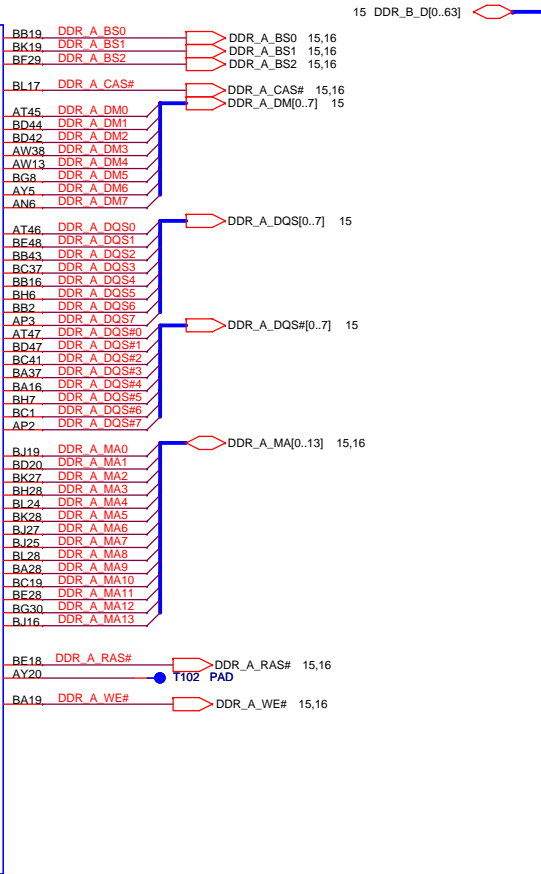 15 DDR_B_D[0..63]
BB19 DDR_A_BS0 DDR_A_BS0 15,16
BK19 DDR_A_BS1 DDR_A_BS1 15,16
BF29 DDR_A_BS2 DDR_A_BS2 15,16
BL17 DDR_A_CAS# DDR_A_CAS# 15,16
DDR_A_DM[0..7] 15
AT45 DDR_A_DM0
BD44 DDR_A_DM1
BD42 DDR_A_DM2
AW38 DDR_A_DM3
AW13 DDR_A_DM4
BG8 DDR_A_DM5
AY5 DDR_A_DM6
AN6 DDR_A_DM7
DDR_A_DQS[0..7] 15
AT46 DDR_A_DQS0
BE48 DDR_A_DQS1
BB43 DDR_A_DQS2
BC37 DDR_A_DQS3
BB16 DDR_A_DQS4
BH6 DDR_A_DQS5
BB2 DDR_A_DQS6
AP3 DDR_A_DQS7
DDR_A_DQS#[0..7] 15
AT47 DDR_A_DQS#0
BD47 DDR_A_DQS#1
BC41 DDR_A_DQS#2
BA37 DDR_A_DQS#3
BA16 DDR_A_DQS#4
BH7 DDR_A_DQS#5
BC1 DDR_A_DQS#6
AP2 DDR_A_DQS#7
DDR_A_MA[0..13] 15,16
BJ19 DDR_A_MA0
BD20 DDR_A_MA1
BK27 DDR_A_MA2
BH28 DDR_A_MA3
BL24 DDR_A_MA4
BK28 DDR_A_MA5
BJ27 DDR_A_MA6
BJ25 DDR_A_MA7
BL28 DDR_A_MA8
BA28 DDR_A_MA9
BC19 DDR_A_MA10
BE28 DDR_A_MA11
BG30 DDR_A_MA12
BJ16 DDR_A_MA13
BE18 DDR_A_RAS# DDR_A_RAS# 15,16
AY20 T102 PAD
BA19 DDR_A_WE# DDR_A_WE# 15,16